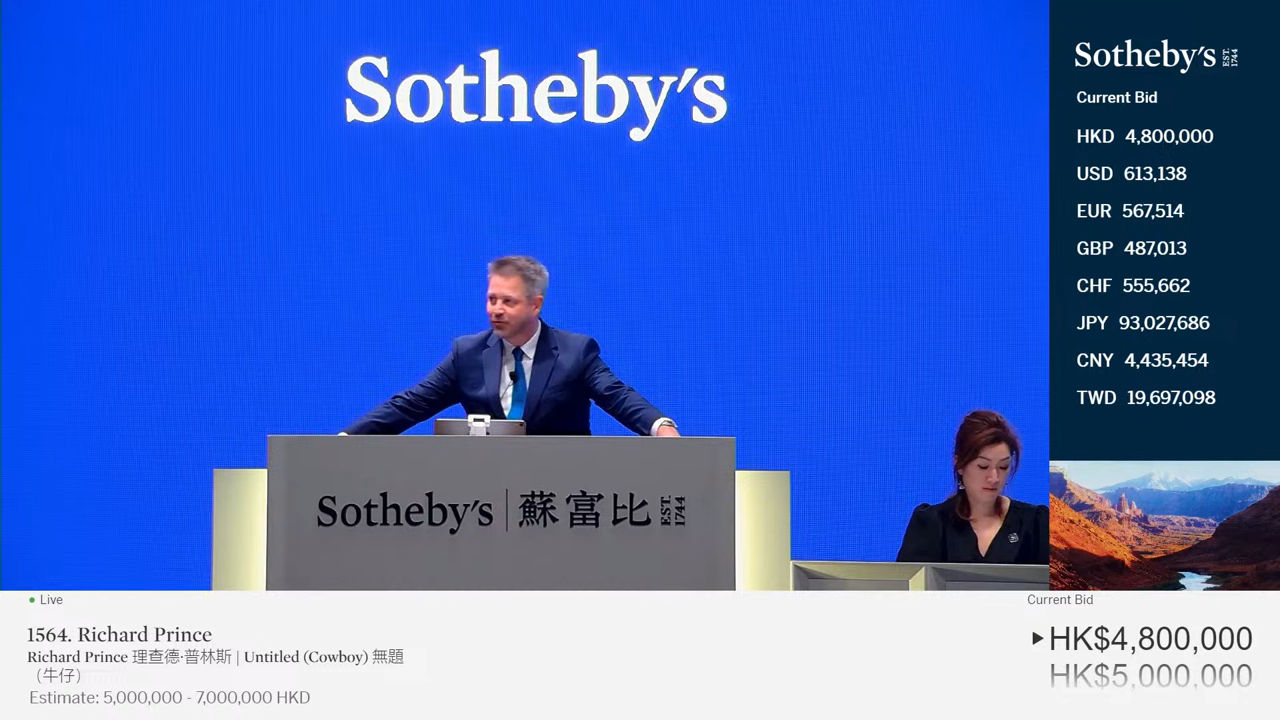 Sotheby's
Sotheby's EST. 1744
Current Bid
HKD 4,800,000
USD 613,138
EUR 567,514
GBP 487,013
CHF 555,662
JPY 93,027,686
CNY 4,435,454
TWD 19,697,098
Sotheby's | 蘇富比 EST. 1744
Live
1564. Richard Prince
Richard Prince 理查德·普林斯 | Untitled (Cowboy) 無題
（牛仔）
Estimate: 5,000,000 - 7,000,000 HKD
Current Bid
HK$4,800,000
HK$5,000,000